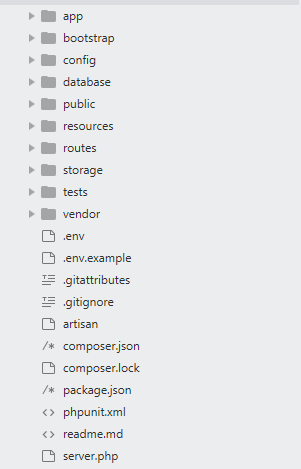 app
bootstrap
config
database
public
resources
routes
storage
tests
vendor
.env
.env.example
.gitattributes
.gitignore
artisan
/* composer.json
composer.lock
/* package.json
<> phpunit.xml
<> readme.md
server.php